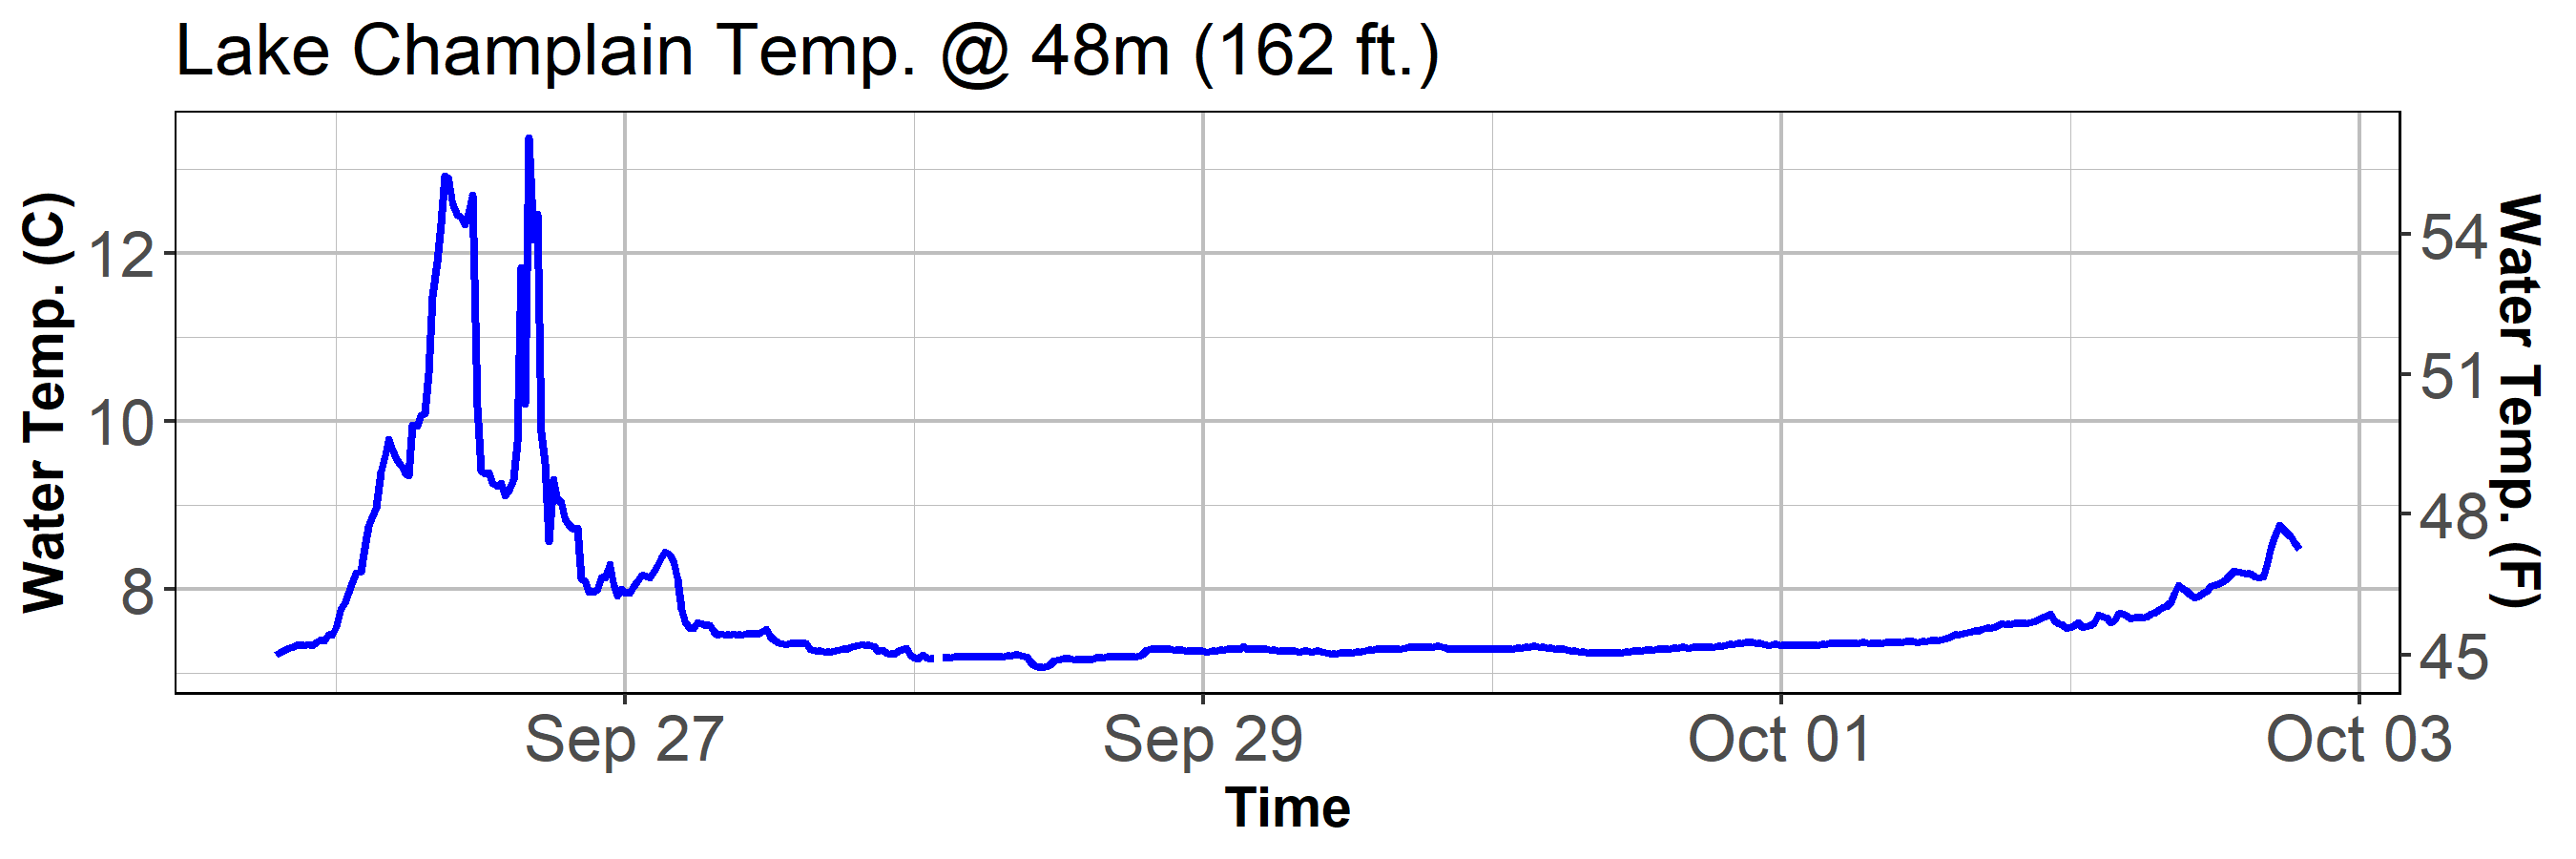 Lake Champlain Temp. @ 48m (162 ft.)
Water Temp. (C)
12
10
8
54
51
48
45
Water Temp. (F)
Sep 27
Sep 29
Oct 01
Oct 03
Time